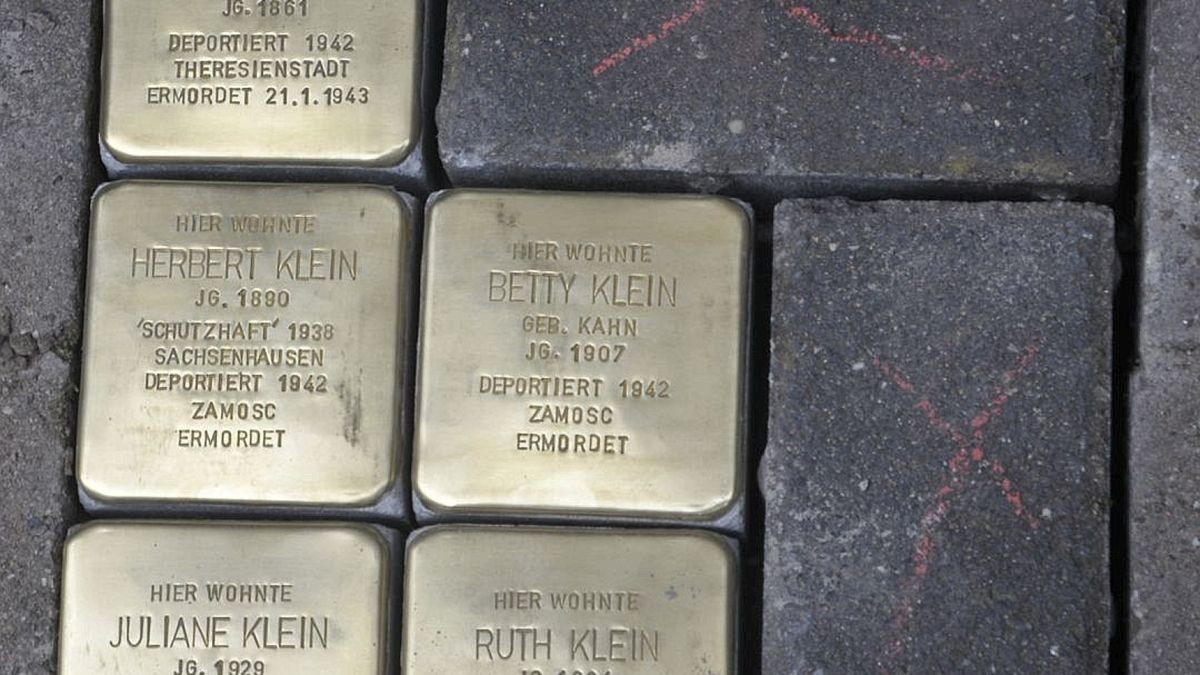 JG. 1861
DEPORTIERT 1942
THERESIENSTADT
ERMORDET 21.1.1943
HIER WOHNTE
HERBERT KLEIN
JG. 1890
'SCHUTZHAFT' 1938
SACHSENHAUSEN
DEPORTIERT 1942
ZAMOSC
ERMORDET
HIER WOHNTE
BETTY KLEIN
GEB. KAHN
JG. 1907
DEPORTIERT 1942
ZAMOSC
ERMORDET
HIER WOHNTE
JULIANE KLEIN
JG. 1929
HIER WOHNTE
RUTH KLEIN
JG.